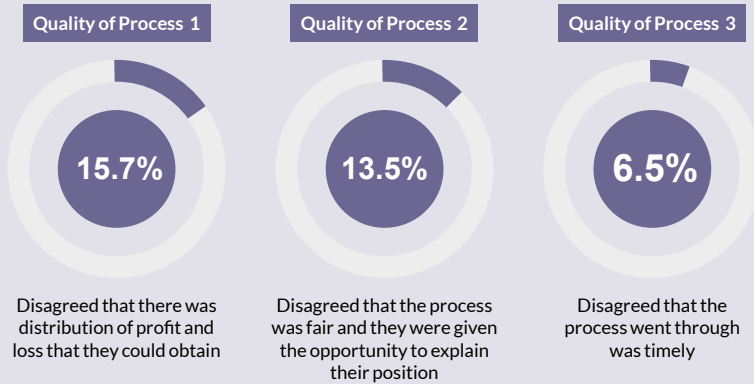 Quality of Process 1
15.7%
Disagreed that there was
distribution of profit and
loss that they could obtain
Quality of Process 2
13.5%
Disagreed that the process
was fair and they were given
the opportunity to explain
their position
Quality of Process 3
6.5%
Disagreed that the
process went through
was timely